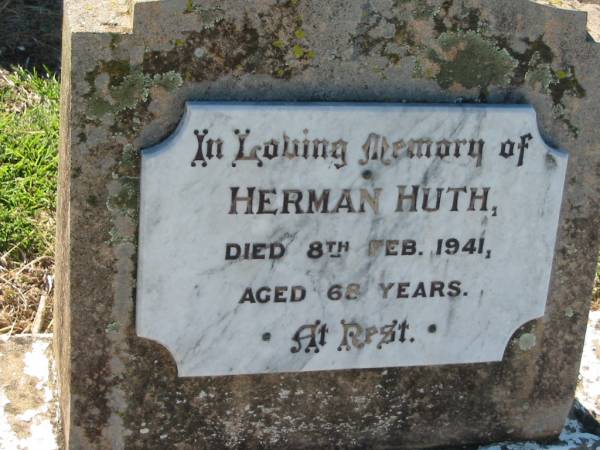 In Loving Memory of
HERMAN HUTH,
DIED 8TH FEB. 1941,
AGED 68 YEARS.
• At Rest. •